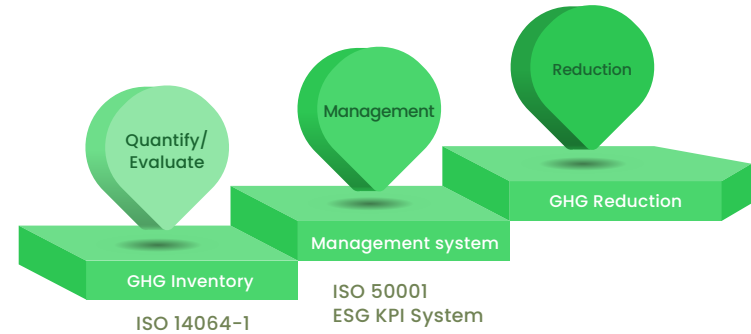 Quantify/
Evaluate
GHG Inventory
ISO 14064-1
Management
Management system
ISO 50001
ESG KPI System
Reduction
GHG Reduction